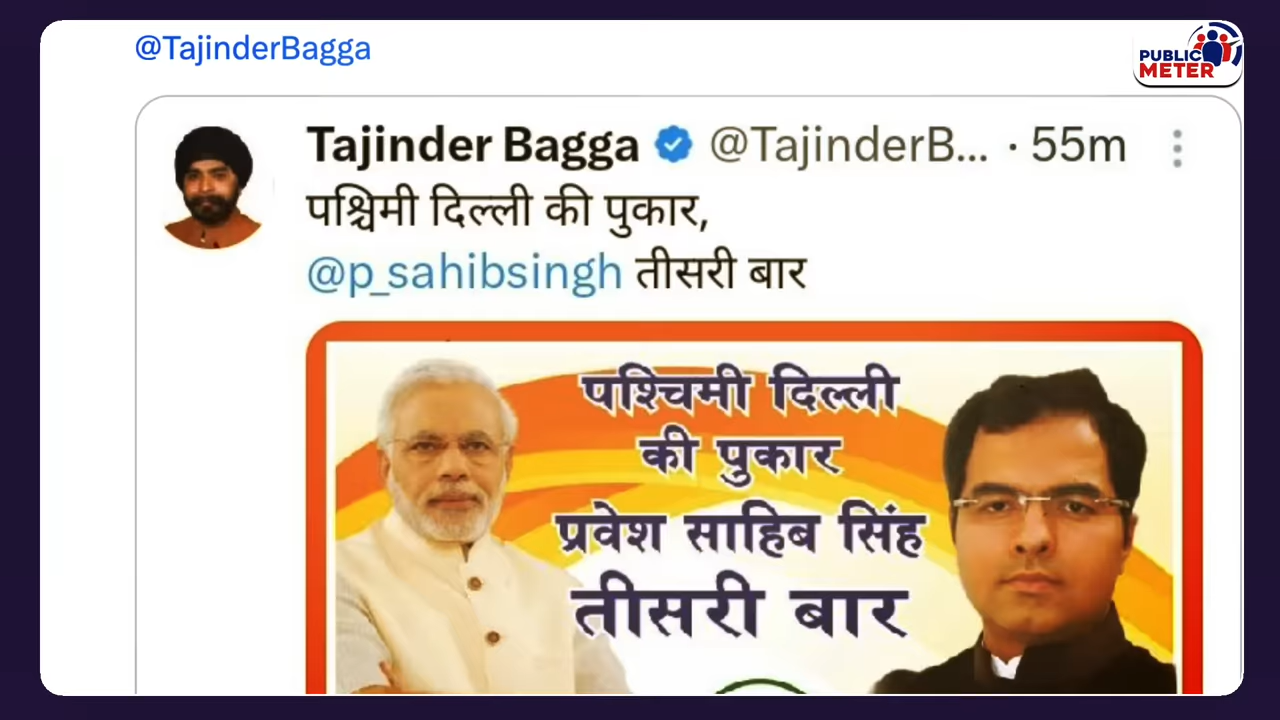 @TajinderBagga
PUBLIC
METER
Tajinder Bagga @TajinderB... · 55m
पश्चिमी दिल्ली की पुकार,
@p_sahibsingh तीसरी बार
पश्चिमी दिल्ली
की पुकार
प्रवेश साहिब सिंह
तीसरी बार